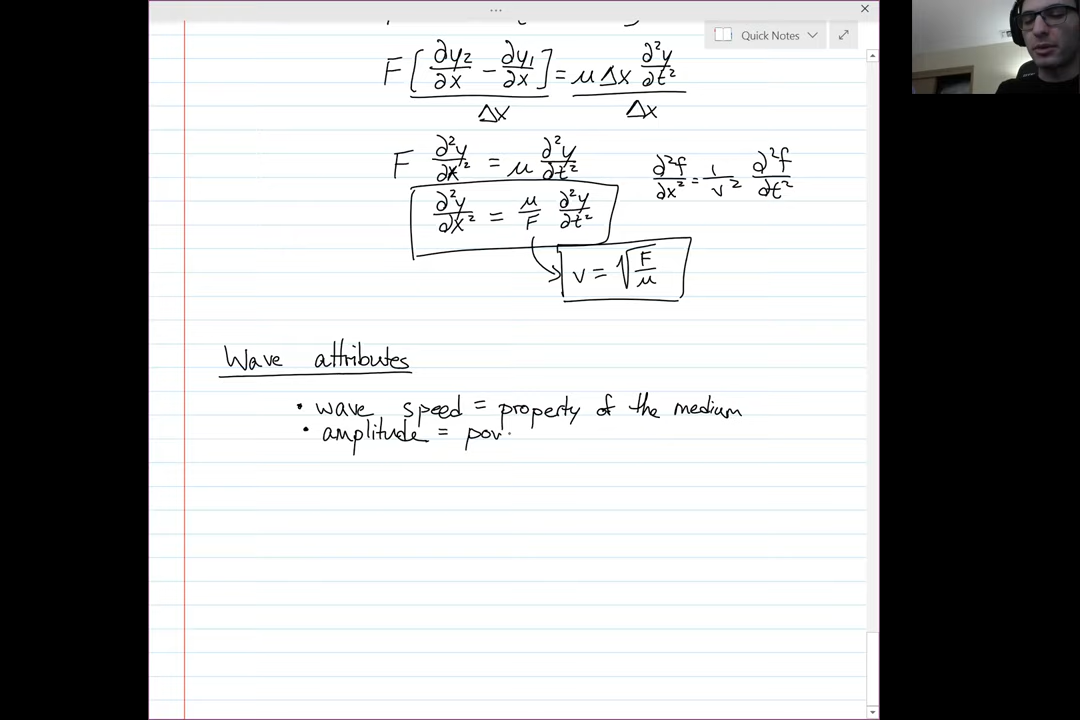 Quick Notes
F[∂y₂/∂x − ∂y₁/∂x]/Δx = μ Δx ∂²y/∂t² /Δx
F ∂²y/∂x² = μ ∂²y/∂t²
∂²f/∂x² = 1/v² ∂²f/∂t²
∂²y/∂x² = μ/F ∂²y/∂t²
v = √(F/μ)
Wave attributes
• wave speed = property of the medium
• amplitude =